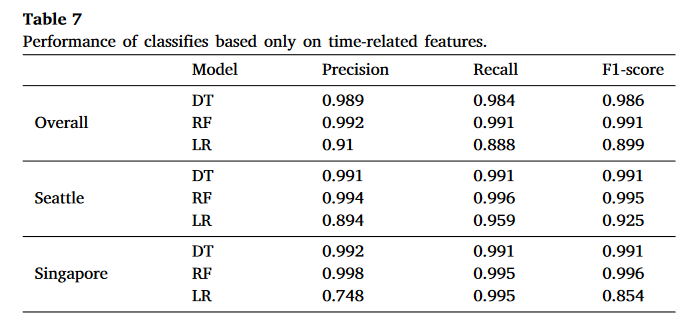 Table 7
Performance of classifies based only on time-related features.
Model Precision Recall F1-score
DT 0.989 0.984 0.986
Overall RF 0.992 0.991 0.991
LR 0.91 0.888 0.899
DT 0.991 0.991 0.991
Seattle RF 0.994 0.996 0.995
LR 0.894 0.959 0.925
DT 0.992 0.991 0.991
Singapore RF 0.998 0.995 0.996
LR 0.748 0.995 0.854